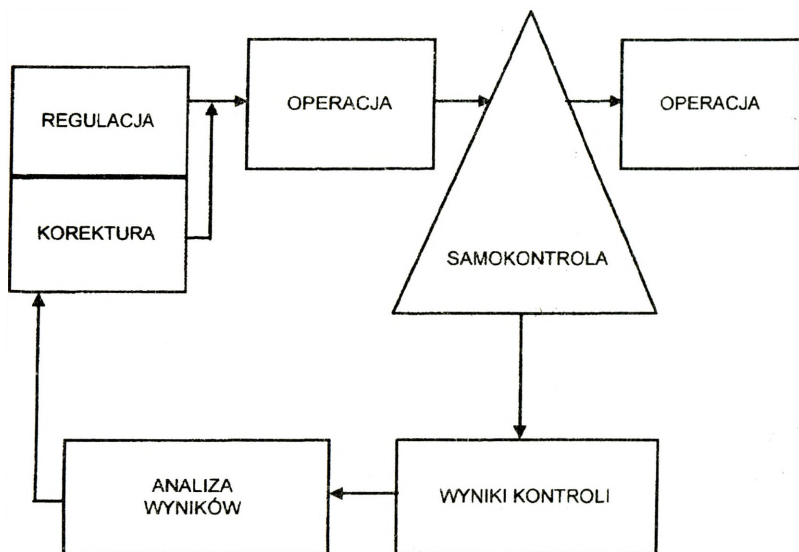 REGULACJA
OPERACJA
OPERACJA
KOREKTURA
SAMOKONTROLA
ANALIZA
WYNIKÓW
WYNIKI KONTROLI